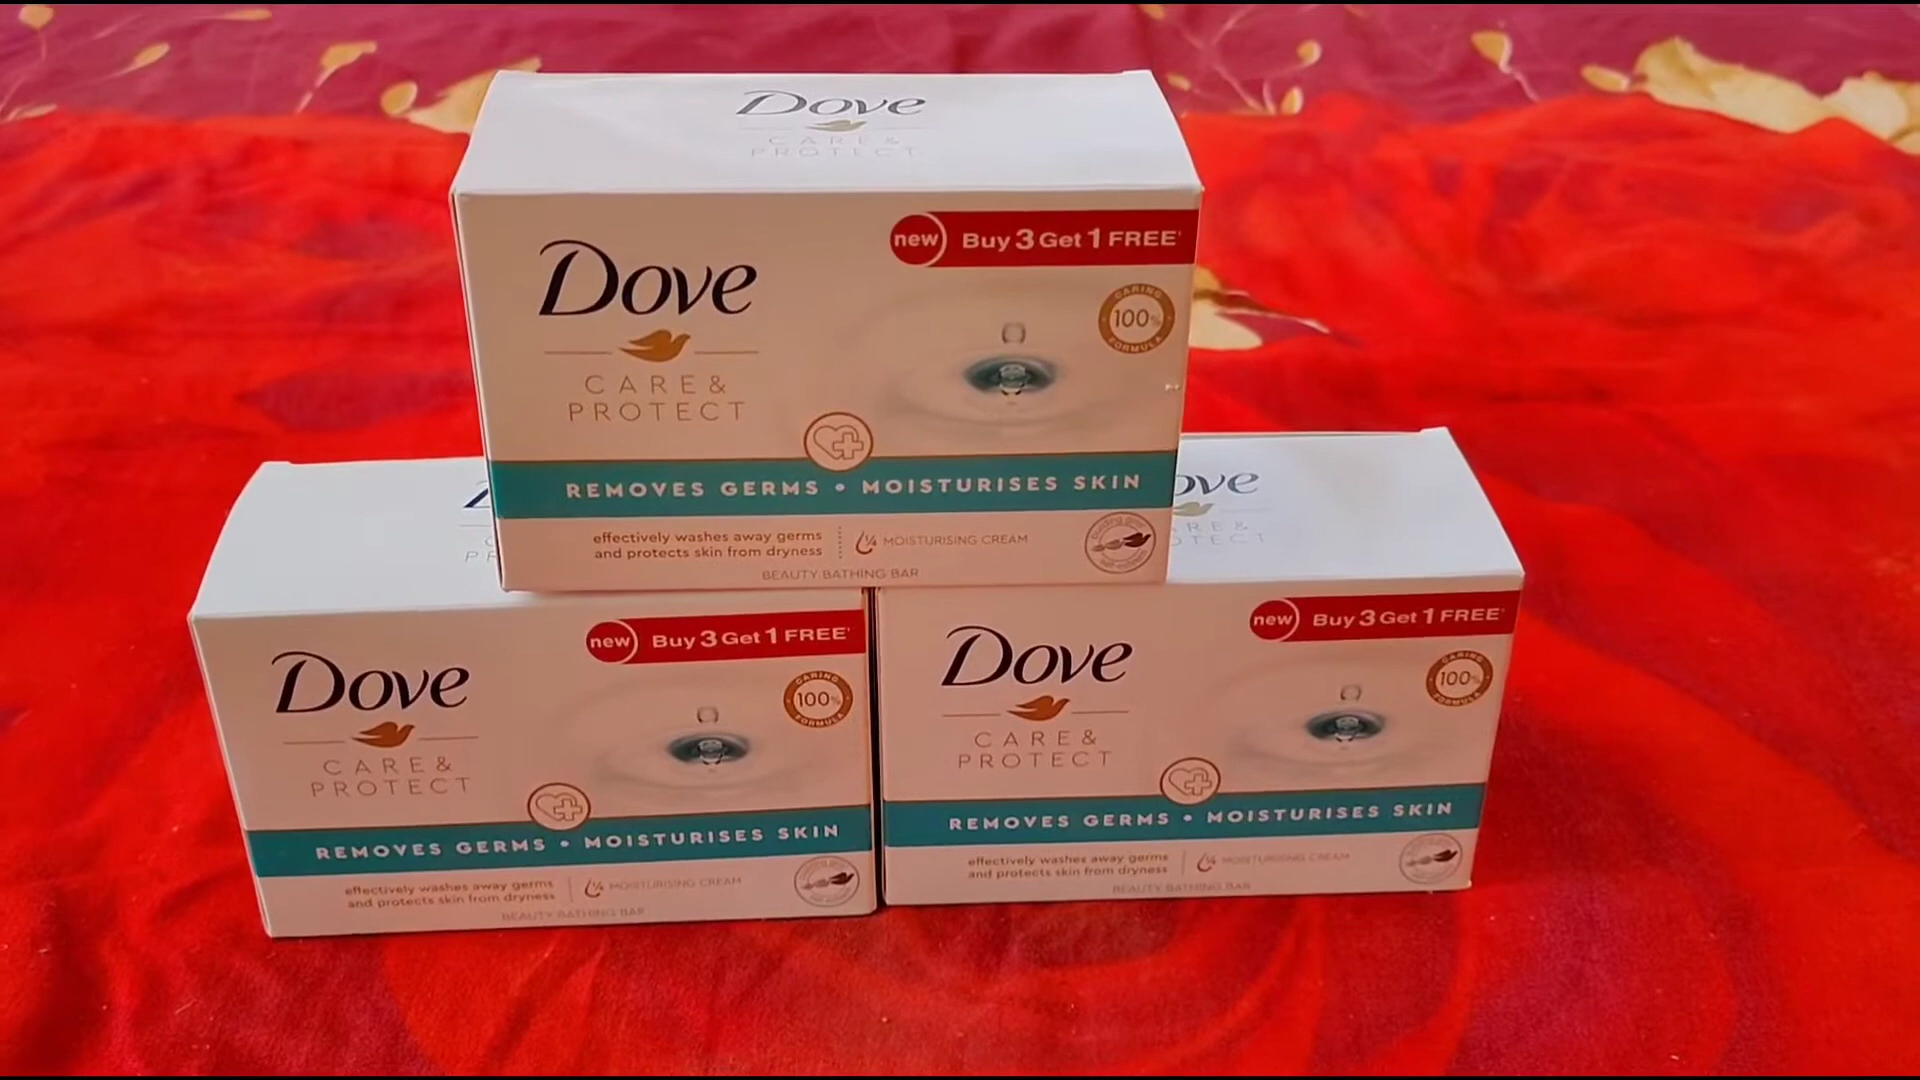 Dove
CARE &
PROTECT
new Buy 3 Get 1 FREE*
Dove
CARING
100%
FORMULA
CARE &
PROTECT
REMOVES GERMS • MOISTURISES SKIN
effectively washes away germs
and protects skin from dryness
¼ MOISTURISING CREAM
BEAUTY BATHING BAR
new Buy 3 Get 1 FREE*
Dove
CARING
100%
FORMULA
CARE &
PROTECT
REMOVES GERMS • MOISTURISES SKIN
effectively washes away germs
and protects skin from dryness
¼ MOISTURISING CREAM
BEAUTY BATHING BAR
ove
RE &
OTECT
new Buy 3 Get 1 FREE*
Dove
CARING
100%
FORMULA
CARE &
PROTECT
REMOVES GERMS • MOISTURISES SKIN
effectively washes away germs
and protects skin from dryness
¼ MOISTURISING CREAM
BEAUTY BATHING BAR